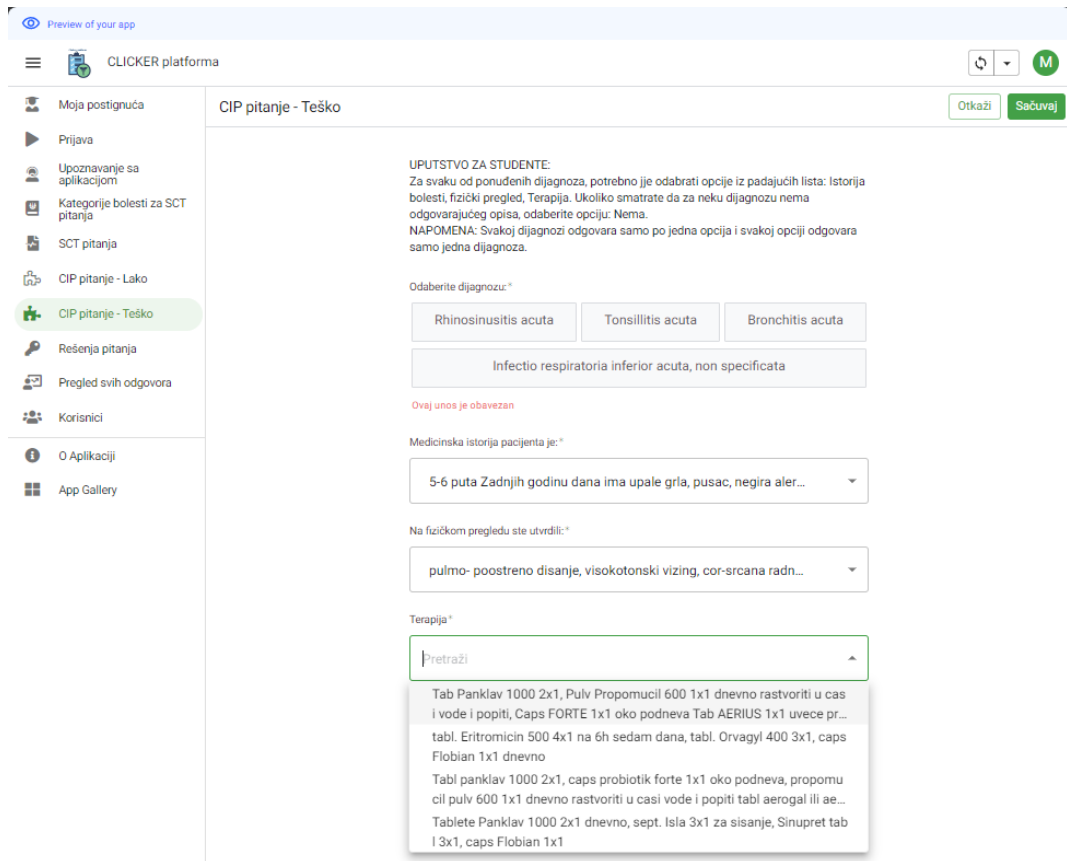 Preview of your app
CLICKER platforma
M
Moja postignuća
Prijava
Upoznavanje sa
aplikacijom
Kategorije bolesti za SCT
pitanja
SCT pitanja
CIP pitanje - Lako
CIP pitanje - Teško
Rešenja pitanja
Pregled svih odgovora
Korisnici
O Aplikaciji
App Gallery
CIP pitanje - Teško
Otkaži
Sačuvaj
UPUTSTVO ZA STUDENTE:
Za svaku od ponuđenih dijagnoza, potrebno jje odabrati opcije iz padajućih lista: Istorija
bolesti, fizički pregled, Terapija. Ukoliko smatrate da za neku dijagnozu nema
odgovarajućeg opisa, odaberite opciju: Nema.
NAPOMENA: Svakoj dijagnozi odgovara samo po jedna opcija i svakoj opciji odgovara
samo jedna dijagnoza.
Odaberite dijagnozu:*
Rhinosinusitis acuta
Tonsillitis acuta
Bronchitis acuta
Infectio respiratoria inferior acuta, non specificata
Ovaj unos je obavezan
Medicinska istorija pacijenta je:*
5-6 puta Zadnjih godinu dana ima upale grla, pusac, negira aler...
Na fizičkom pregledu ste utvrdili:*
pulmo- poostreno disanje, visokotonski vizing, cor-srcana radn...
Terapija*
Pretraži
Tab Panklav 1000 2x1, Pulv Propomucil 600 1x1 dnevno rastvoriti u cas
i vode i popiti, Caps FORTE 1x1 oko podneva Tab AERIUS 1x1 uvece pr...
tabl. Eritromicin 500 4x1 na 6h sedam dana, tabl. Orvagyl 400 3x1, caps
Flobian 1x1 dnevno
Tabl panklav 1000 2x1, caps probiotik forte 1x1 oko podneva, propomu
cil pulv 600 1x1 dnevno rastvoriti u casi vode i popiti tabl aerogal ili ae...
Tablete Panklav 1000 2x1 dnevno, sept. Isla 3x1 za sisanje, Sinupret tab
l 3x1, caps Flobian 1x1